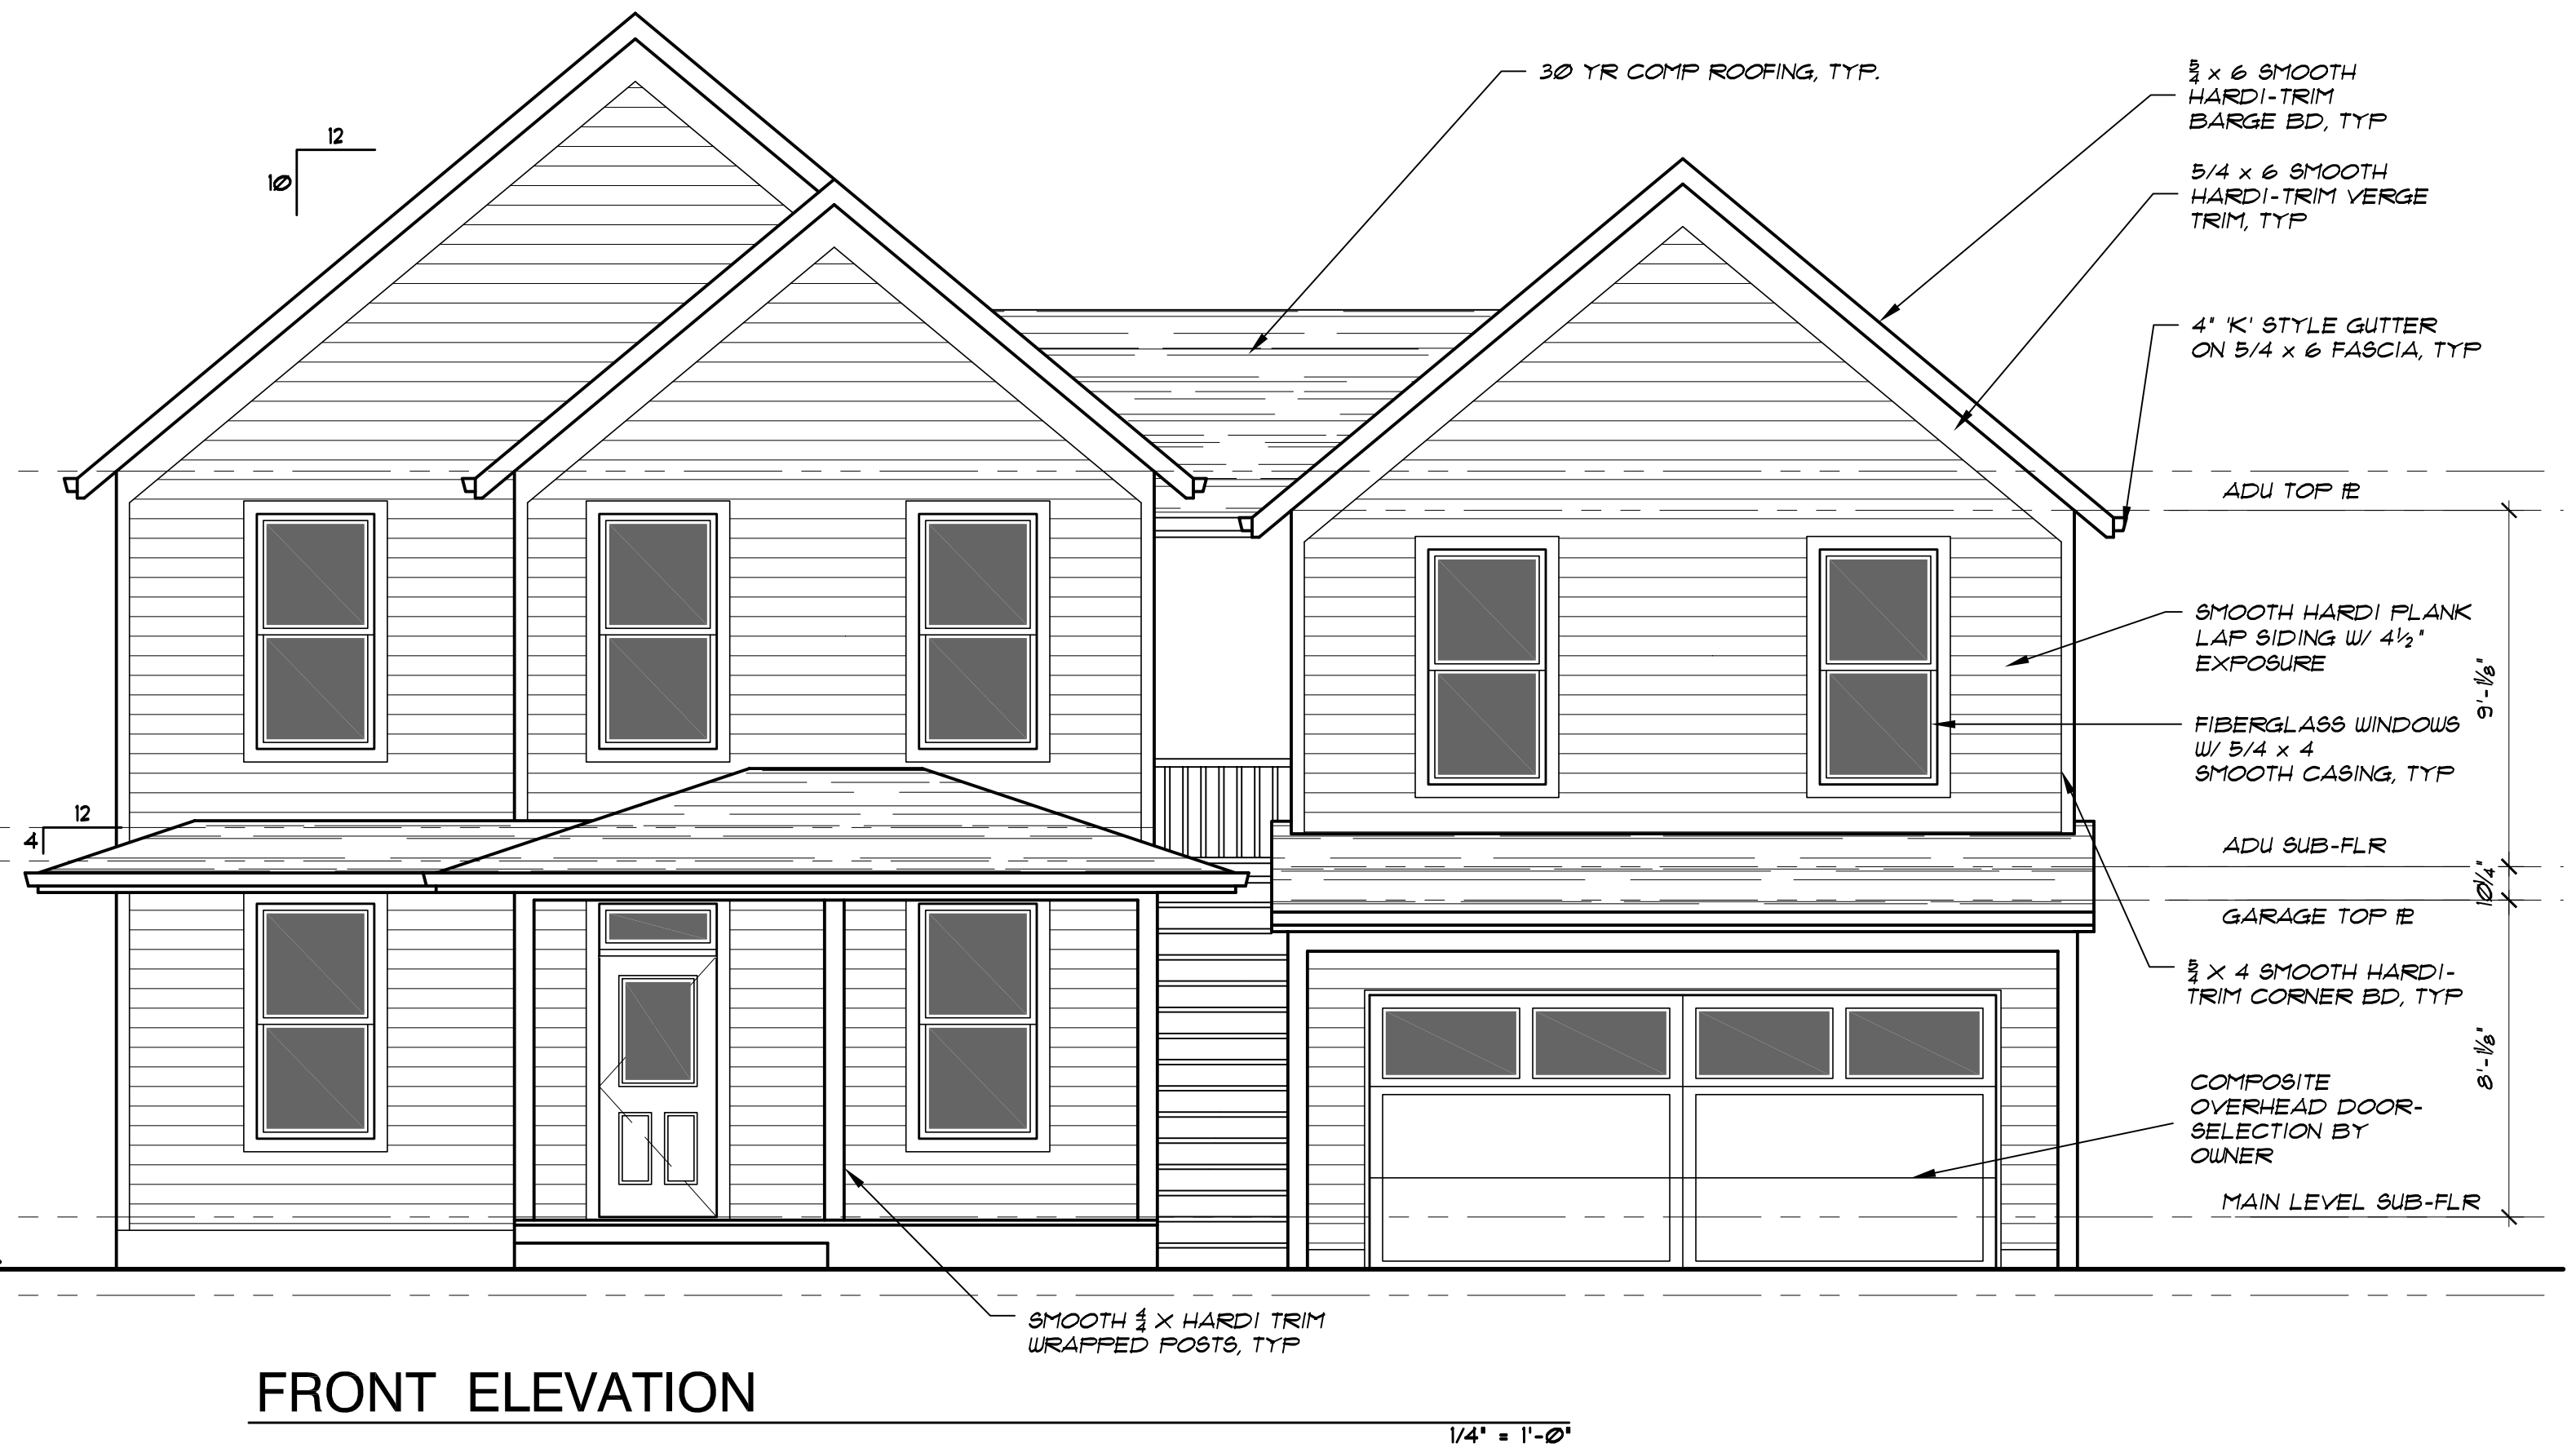 30 YR COMP ROOFING, TYP.
5/4 x 6 SMOOTH
HARDI-TRIM
BARGE BD, TYP
5/4 x 6 SMOOTH
HARDI-TRIM VERGE
TRIM, TYP
12
10
4" 'K' STYLE GUTTER
ON 5/4 x 6 FASCIA, TYP
ADU TOP PL
SMOOTH HARDI PLANK
LAP SIDING W/ 4½"
EXPOSURE
9'-1⅛"
FIBERGLASS WINDOWS
W/ 5/4 x 4
SMOOTH CASING, TYP
12
4
ADU SUB-FLR
10¼"
GARAGE TOP PL
5/4 X 4 SMOOTH HARDI-
TRIM CORNER BD, TYP
8'-1⅛"
COMPOSITE
OVERHEAD DOOR-
SELECTION BY
OWNER
MAIN LEVEL SUB-FLR
SMOOTH 4/4 X HARDI TRIM
WRAPPED POSTS, TYP
FRONT ELEVATION
1/4" = 1'-0"